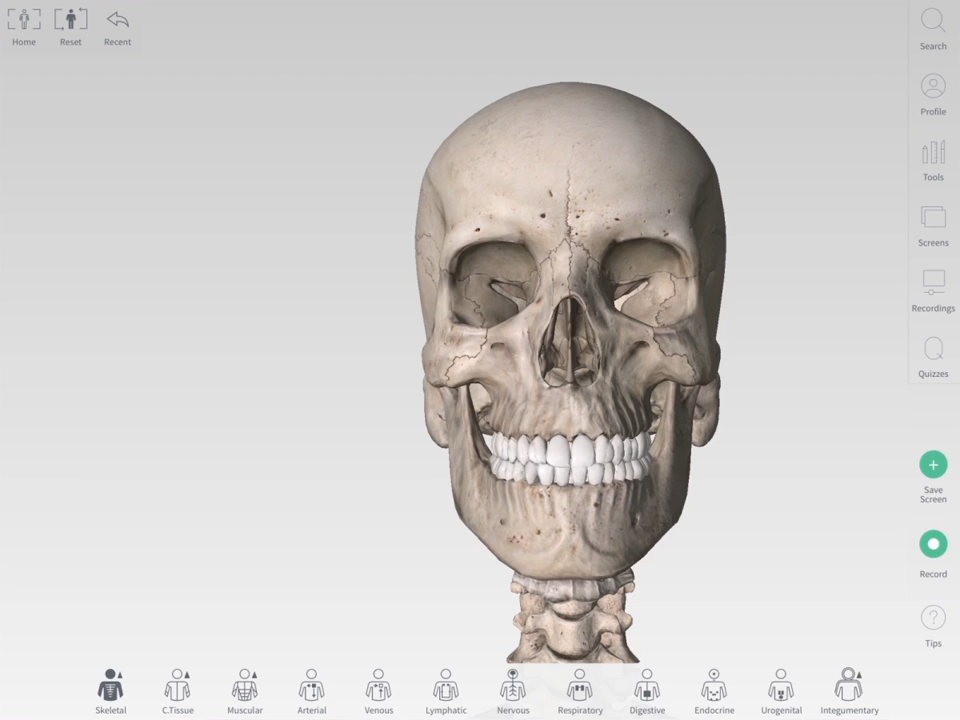 Home
Reset
Recent
Search
Profile
Tools
Screens
Recordings
Quizzes
Save
Screen
Record
Tips
Skeletal
C.Tissue
Muscular
Arterial
Venous
Lymphatic
Nervous
Respiratory
Digestive
Endocrine
Urogenital
Integumentary